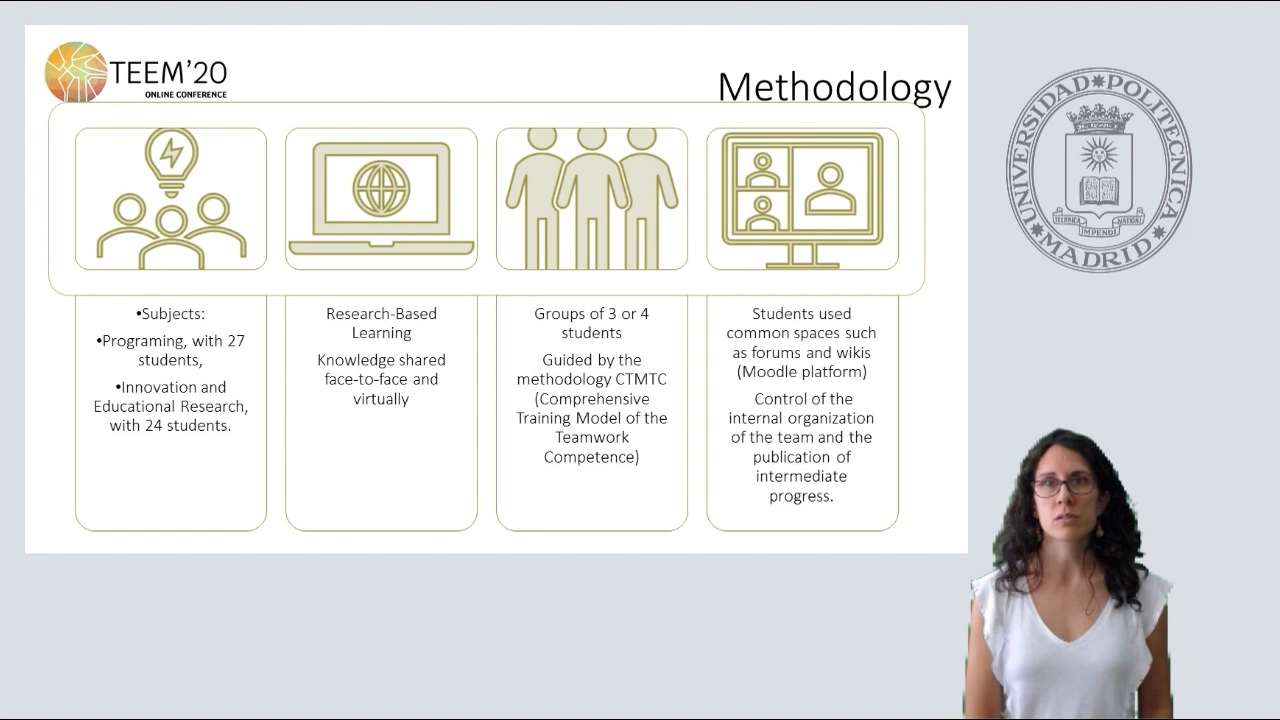 TEEM'20
ONLINE CONFERENCE
Methodology
•Subjects:
•Programing, with 27
students,
•Innovation and
Educational Research,
with 24 students.
Research-Based
Learning
Knowledge shared
face-to-face and
virtually
Groups of 3 or 4
students
Guided by the
methodology CTMTC
(Comprehensive
Training Model of the
Teamwork
Competence)
Students used
common spaces such
as forums and wikis
(Moodle platform)
Control of the
internal organization
of the team and the
publication of
intermediate
progress.
UNIVERSIDAD POLITECNICA
MADRID
TECHNICA
IMPENDI
NATIONI